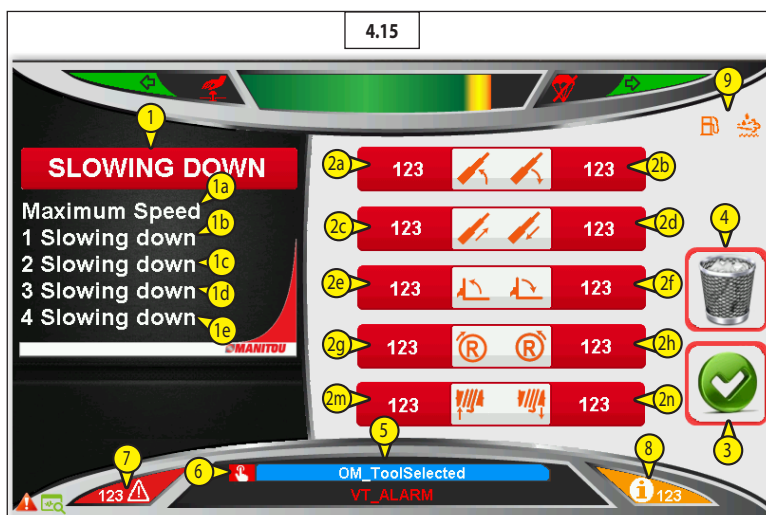 4.15
9
1
SLOWING DOWN
2a 123 123 2b
1a
Maximum Speed
1b
1 Slowing down
2c 123 123 2d
4
2 Slowing down 1c
3 Slowing down 1d
2e 123 123 2f
4 Slowing down 1e
MANITOU
2g 123 R R 123 2h
2m 123 123 2n
5
3
7
6 OM_ToolSelected
8
123 VT_ALARM i 123